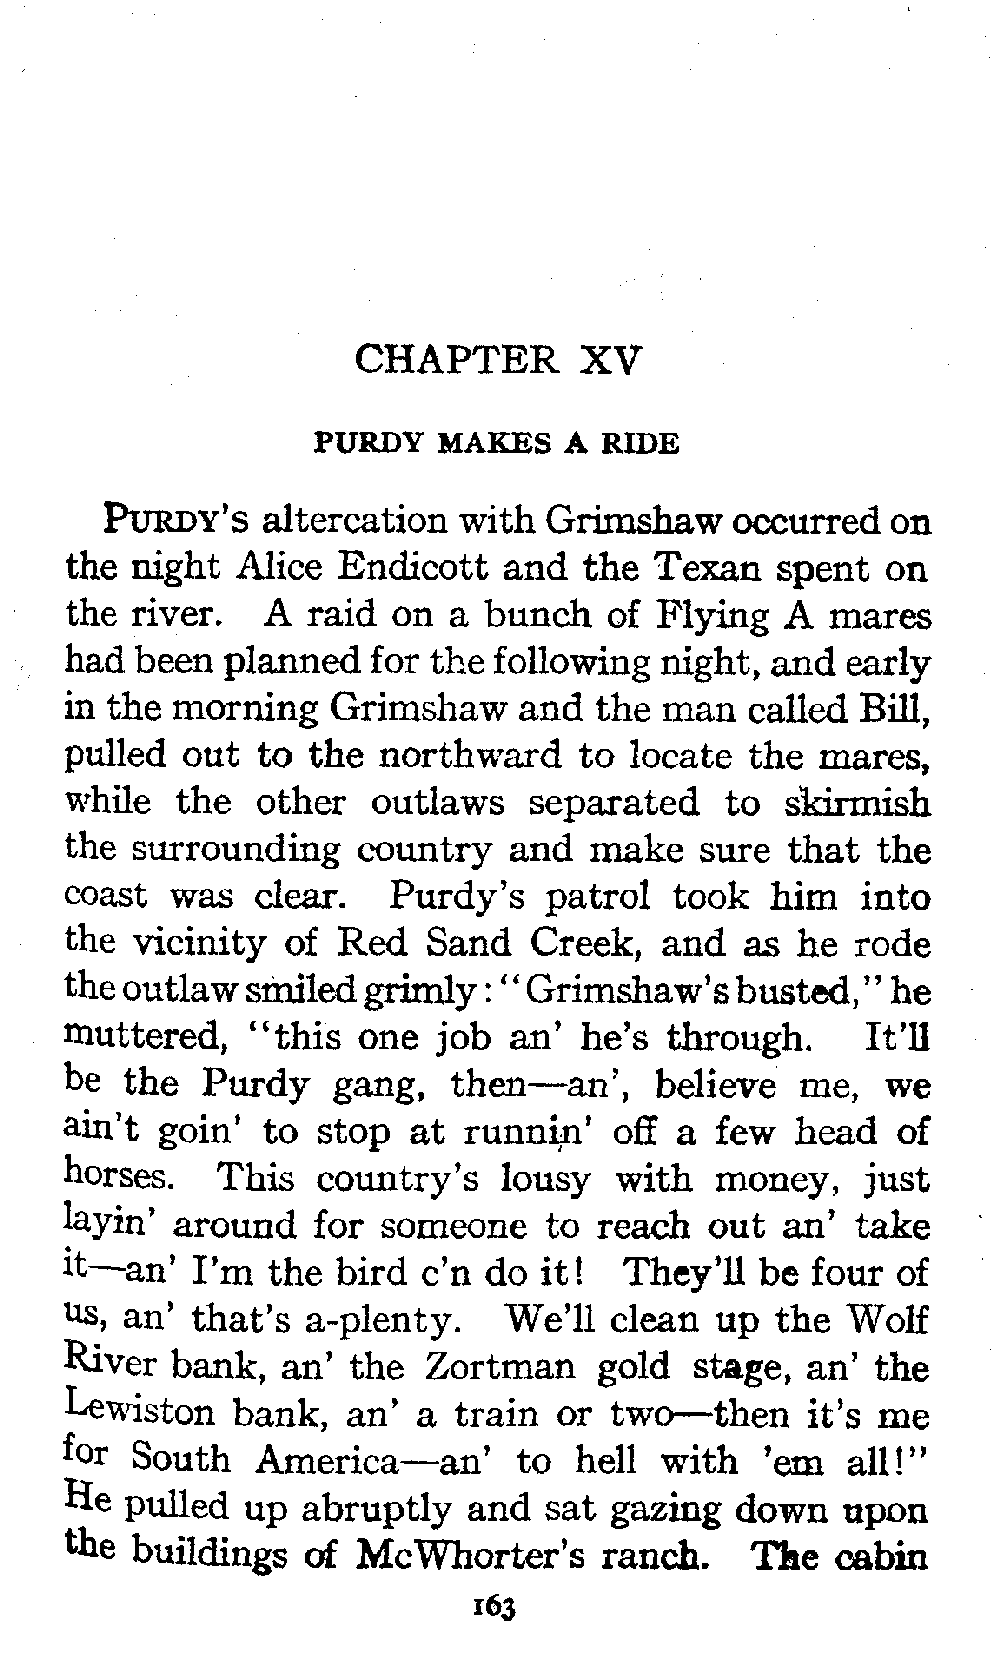 CHAPTER XV
PURDY MAKES A RIDE
PURDY'S altercation with Grimshaw occurred on
the night Alice Endicott and the Texan spent on
the river. A raid on a bunch of Flying A mares
had been planned for the following night, and early
in the morning Grimshaw and the man called Bill,
pulled out to the northward to locate the mares,
while the other outlaws separated to skirmish
the surrounding country and make sure that the
coast was clear. Purdy's patrol took him into
the vicinity of Red Sand Creek, and as he rode
the outlaw smiled grimly: "Grimshaw's busted," he
muttered, "this one job an' he's through. It'll
be the Purdy gang, then—an', believe me, we
ain't goin' to stop at runnin' off a few head of
horses. This country's lousy with money, just
layin' around for someone to reach out an' take
it—an' I'm the bird c'n do it! They'll be four of
us, an' that's a-plenty. We'll clean up the Wolf
River bank, an' the Zortman gold stage, an' the
Lewiston bank, an' a train or two—then it's me
for South America—an' to hell with 'em all!"
He pulled up abruptly and sat gazing down upon
the buildings of McWhorter's ranch. The cabin
163